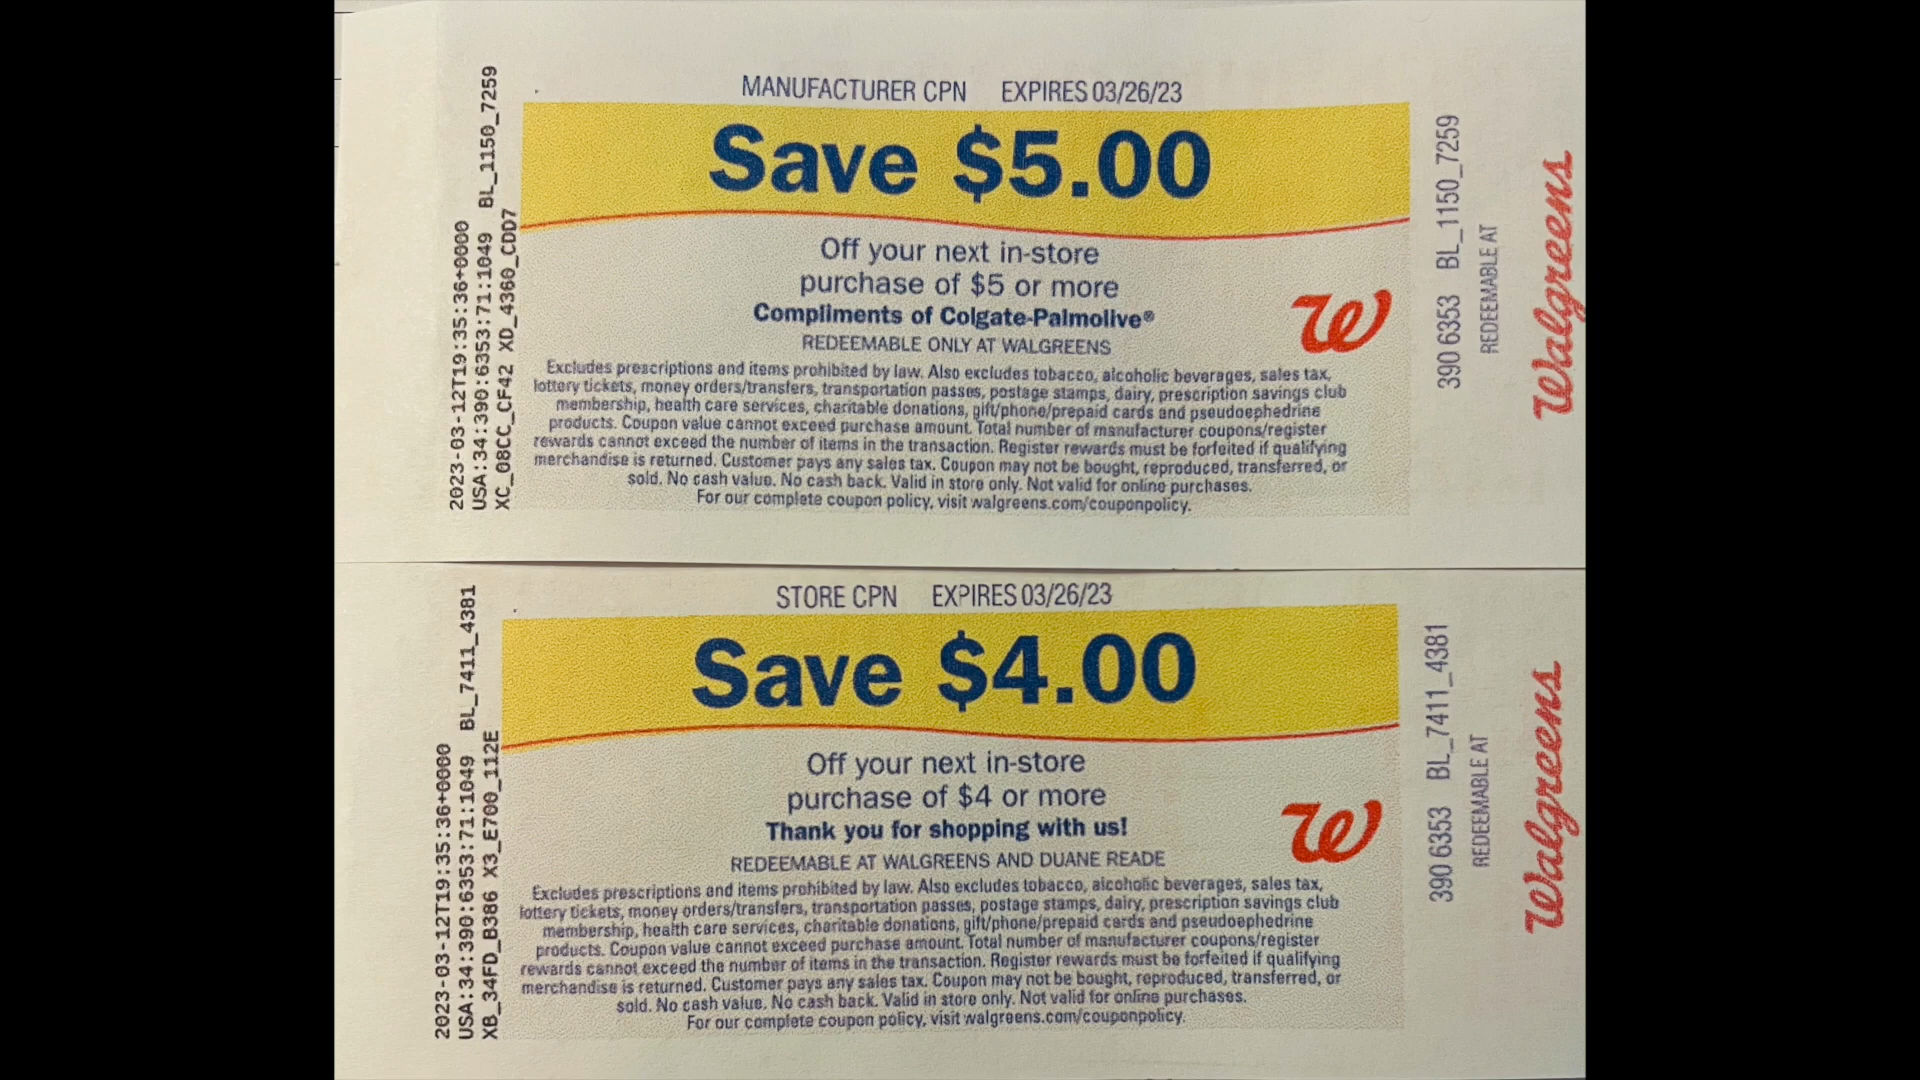 MANUFACTURER CPN EXPIRES 03/26/23
Save $5.00
Off your next in-store
purchase of $5 or more
Compliments of Colgate-Palmolive®
REDEEMABLE ONLY AT WALGREENS
Excludes prescriptions and items prohibited by law. Also excludes tobacco, alcoholic beverages, sales tax,
lottery tickets, money orders/transfers, transportation passes, postage stamps, dairy, prescription savings club
membership, health care services, charitable donations, gift/phone/prepaid cards and pseudoephedrine
products. Coupon value cannot exceed purchase amount. Total number of manufacturer coupons/register
rewards cannot exceed the number of items in the transaction. Register rewards must be forfeited if qualifying
merchandise is returned. Customer pays any sales tax. Coupon may not be bought, reproduced, transferred, or
sold. No cash value. No cash back. Valid in store only. Not valid for online purchases.
For our complete coupon policy, visit walgreens.com/couponpolicy.
2023-03-12T19:35:36+0000
USA:34:390:6353:71:1049 BL_1150_7259
XC_08CC_CF42 XD_4360_CDD7
390 6353 BL_1150_7259
REDEEMABLE AT
Walgreens
W
STORE CPN EXPIRES 03/26/23
Save $4.00
Off your next in-store
purchase of $4 or more
Thank you for shopping with us!
REDEEMABLE AT WALGREENS AND DUANE READE
Excludes prescriptions and items prohibited by law. Also excludes tobacco, alcoholic beverages, sales tax,
lottery tickets, money orders/transfers, transportation passes, postage stamps, dairy, prescription savings club
membership, health care services, charitable donations, gift/phone/prepaid cards and pseudoephedrine
products. Coupon value cannot exceed purchase amount. Total number of manufacturer coupons/register
rewards cannot exceed the number of items in the transaction. Register rewards must be forfeited if qualifying
merchandise is returned. Customer pays any sales tax. Coupon may not be bought, reproduced, transferred, or
sold. No cash value. No cash back. Valid in store only. Not valid for online purchases.
For our complete coupon policy, visit walgreens.com/couponpolicy.
2023-03-12T19:35:36+0000
USA:34:390:6353:71:1049 BL_7411_4381
XB_34FD_B386 X3_E700_112E
390 6353 BL_7411_4381
REDEEMABLE AT
Walgreens
W